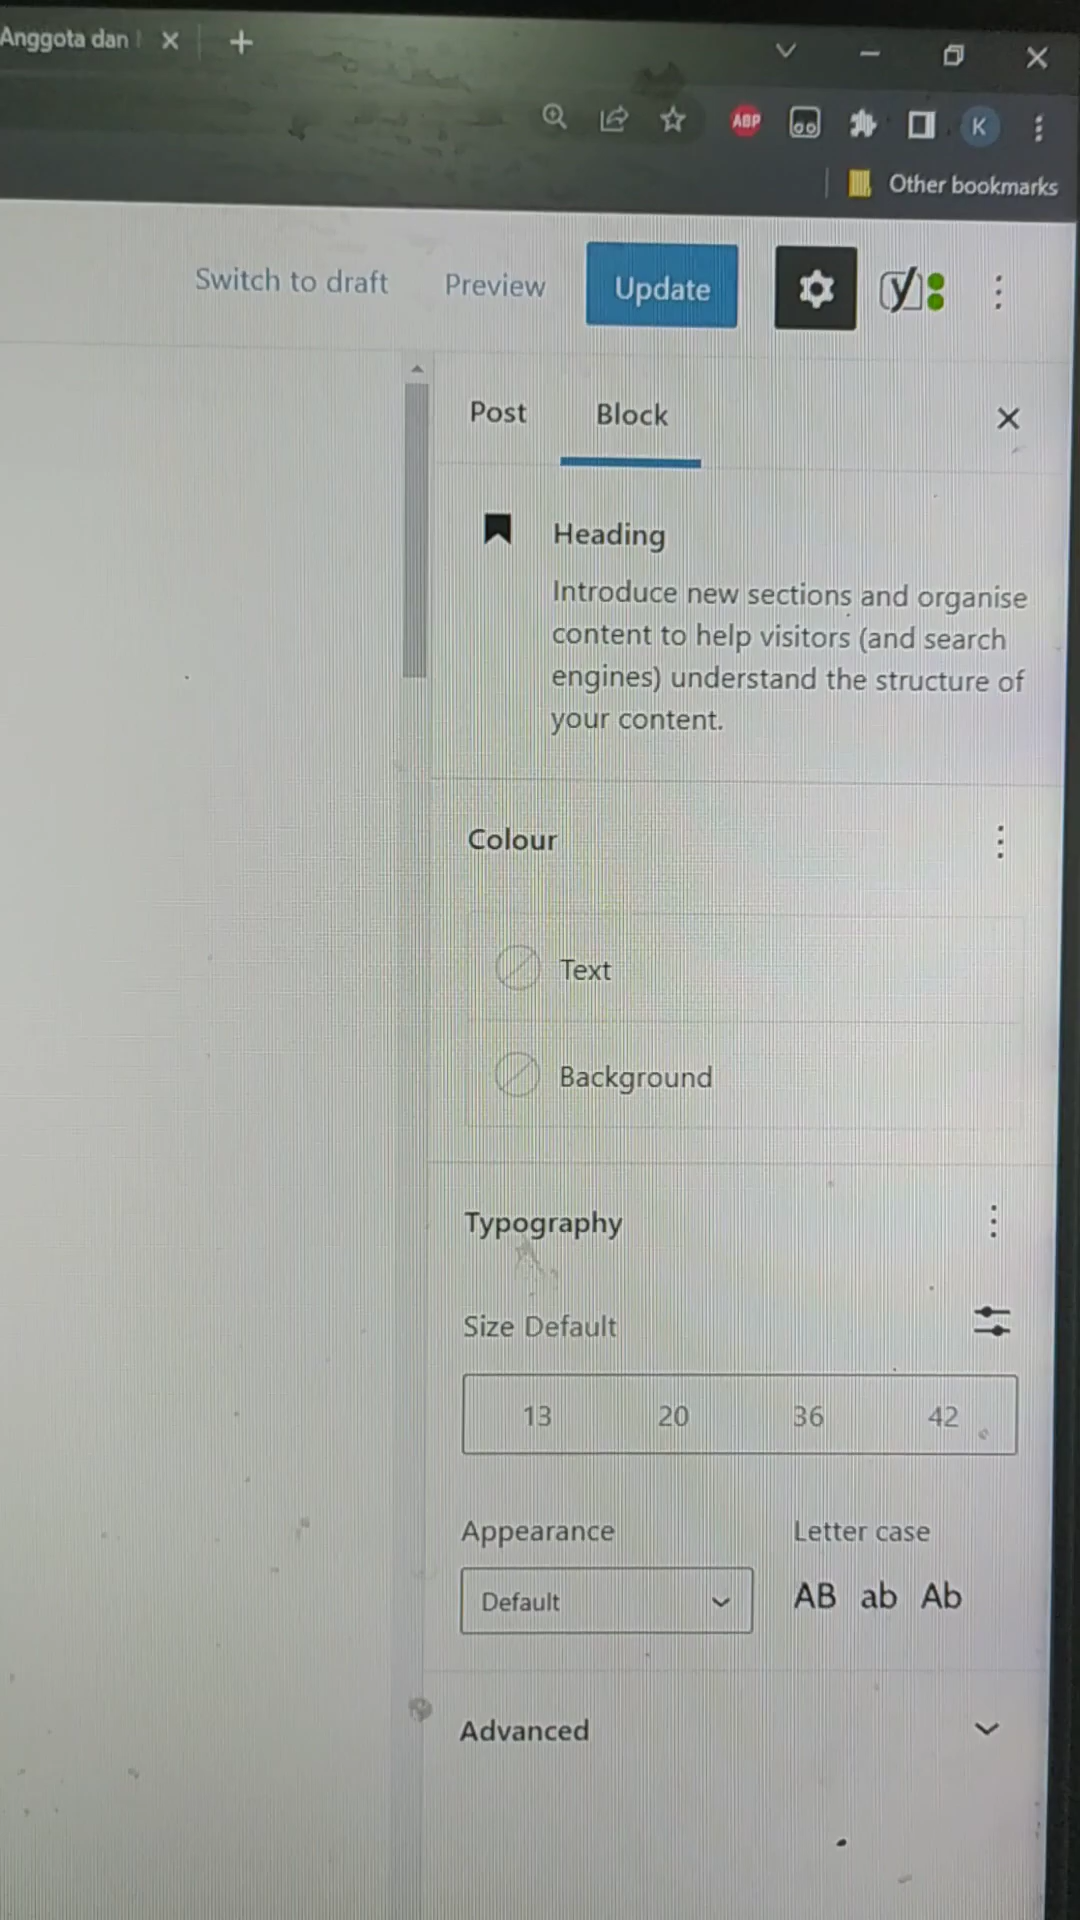 Anggota dan
ABP
K
Other bookmarks
Switch to draft Preview Update
Post Block
Heading
Introduce new sections and organise
content to help visitors (and search
engines) understand the structure of
your content.
Colour
Text
Background
Typography
Size Default
13 20 36 42
Appearance Letter case
Default AB ab Ab
Advanced